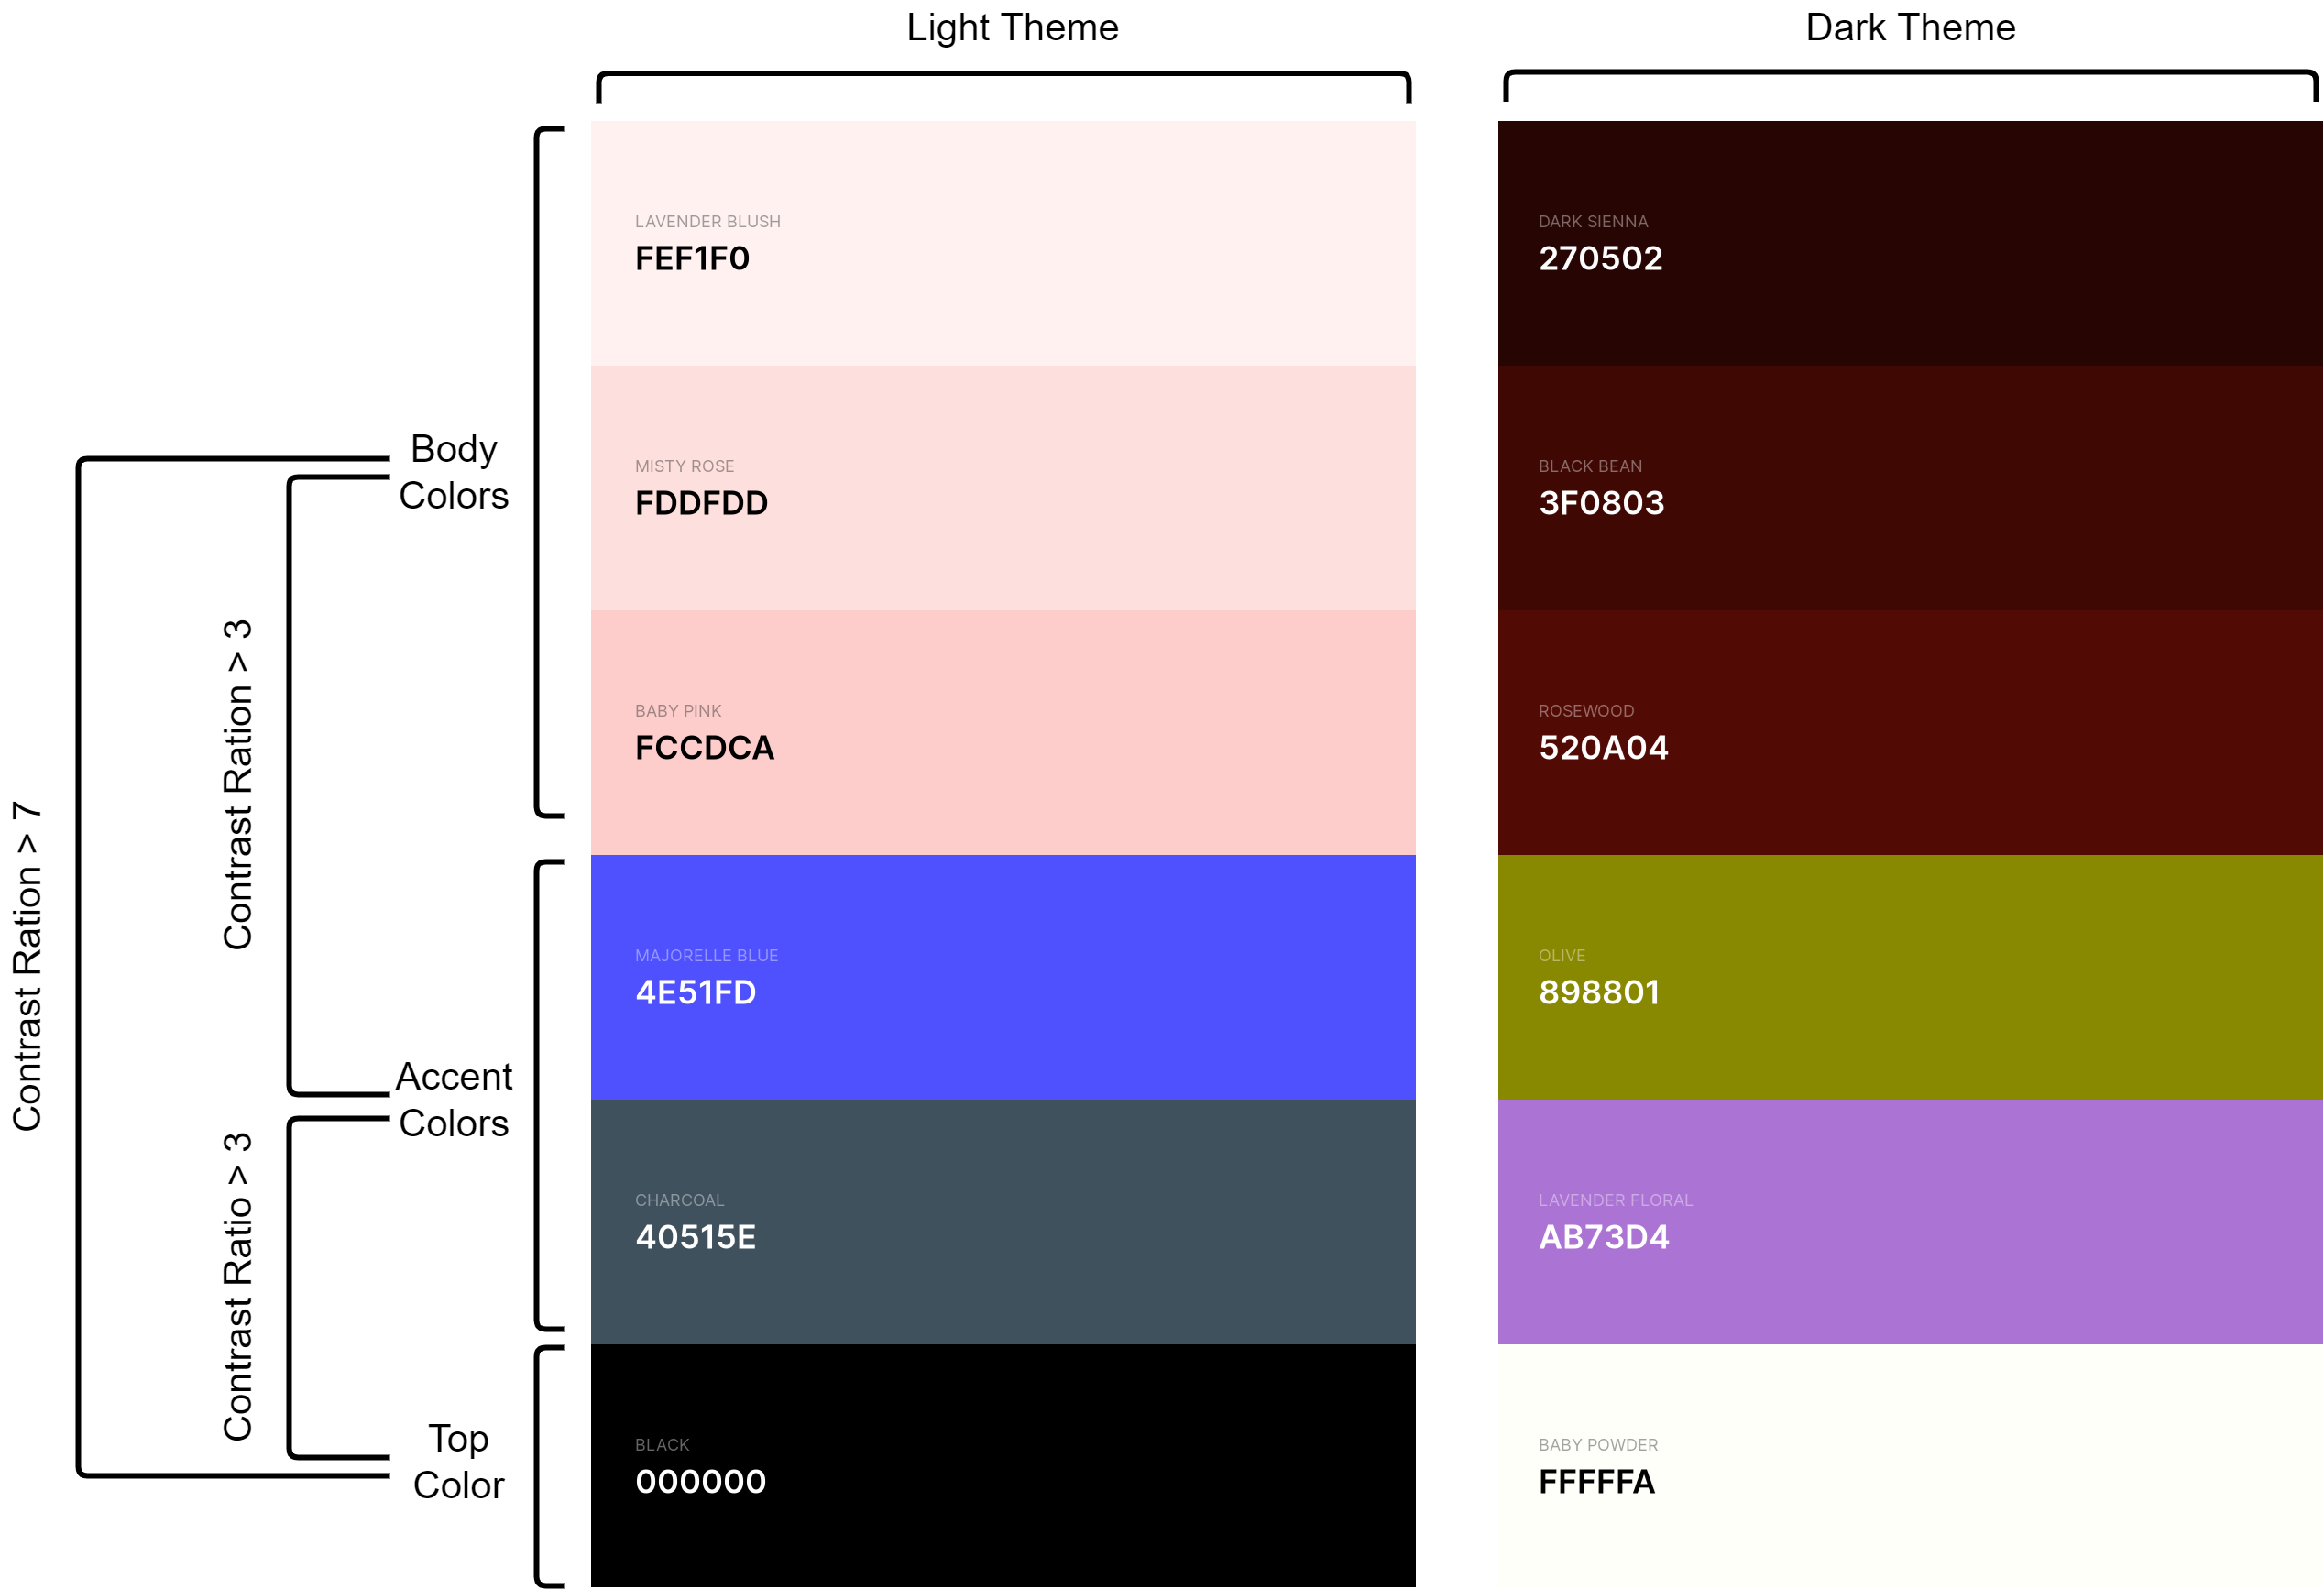 Light Theme
Dark Theme
LAVENDER BLUSH
FEF1F0
DARK SIENNA
270502
Body
Colors
MISTY ROSE
FDDFDD
BLACK BEAN
3F0803
Contrast Ration > 3
BABY PINK
FCCDCA
ROSEWOOD
520A04
Contrast Ration > 7
MAJORELLE BLUE
4E51FD
OLIVE
898801
Accent
Colors
Contrast Ratio > 3
CHARCOAL
40515E
LAVENDER FLORAL
AB73D4
Top
Color
BLACK
000000
BABY POWDER
FFFFFA